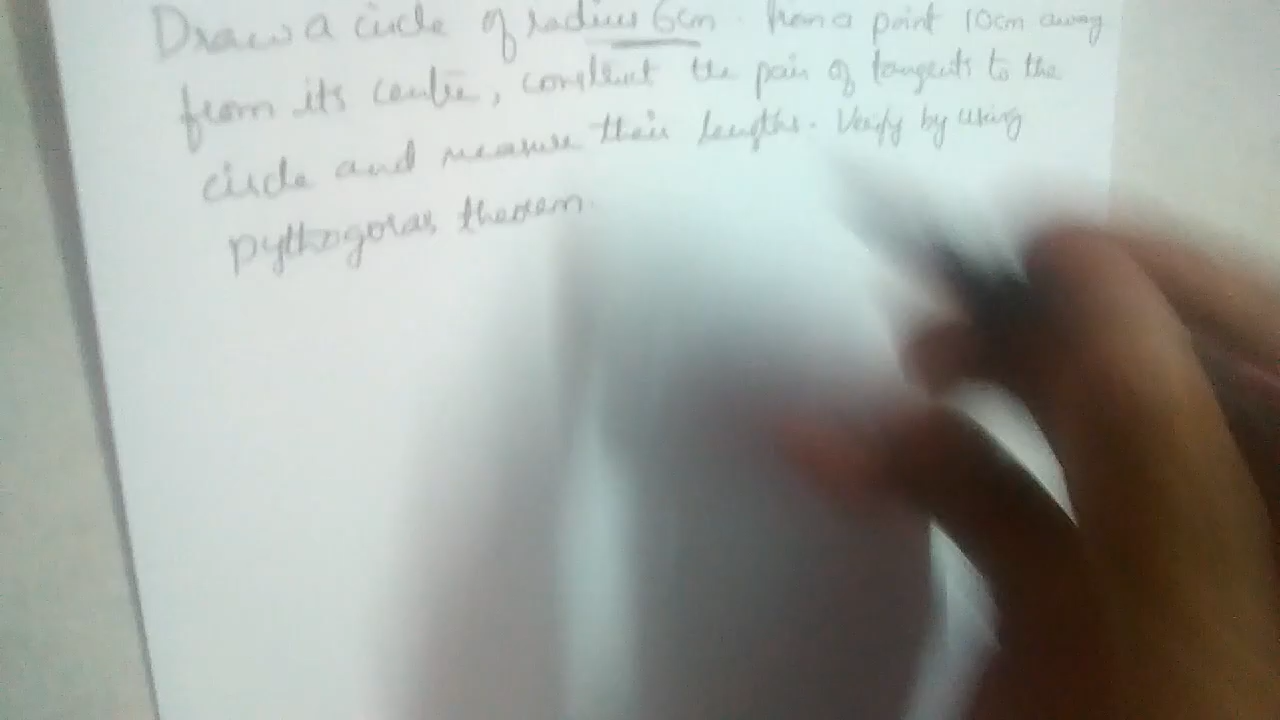 Draw a circle of radius 6cm. From a point 10cm away
from its centre, construct the pair of tangents to the
circle and measure their lengths. Verify by using
pythogoras theorem.